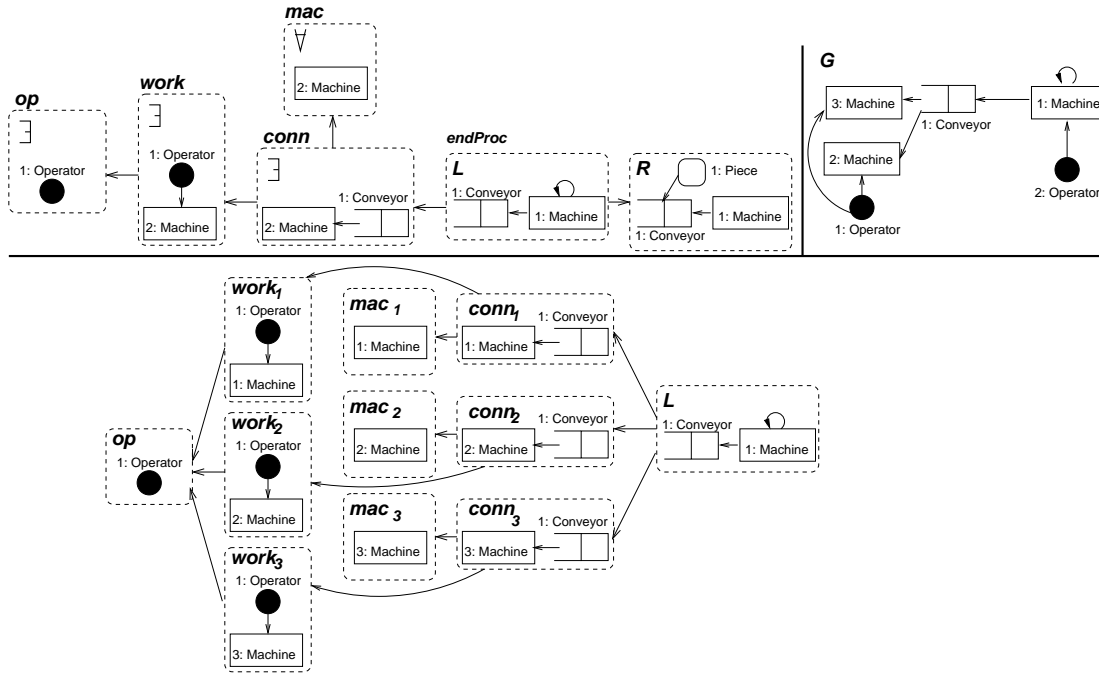 mac
∀
2: Machine
op
∃
1: Operator
work
∃
1: Operator
2: Machine
conn
∃
1: Conveyor
2: Machine
endProc
L
1: Conveyor
1: Machine
R
1: Piece
1: Machine
1: Conveyor
G
3: Machine
1: Conveyor
1: Machine
2: Machine
2: Operator
1: Operator
work1
1: Operator
1: Machine
mac 1
1: Machine
conn1
1: Conveyor
1: Machine
work2
1: Operator
2: Machine
mac 2
2: Machine
conn2
1: Conveyor
2: Machine
L
1: Conveyor
1: Machine
op
1: Operator
mac 3
3: Machine
conn3
1: Conveyor
3: Machine
work3
1: Operator
3: Machine